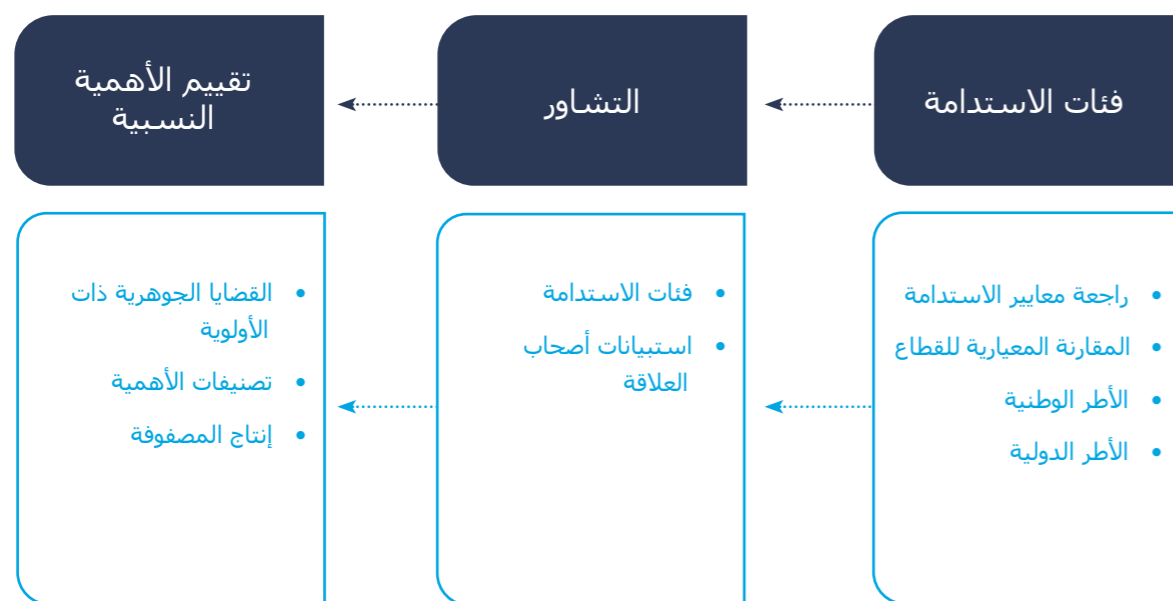 فئات الاستدامة
التشاور
تقييم الأهمية
النسبية
• راجعة معايير الاستدامة
• المقارنة المعيارية للقطاع
• الأطر الوطنية
• الأطر الدولية
• فئات الاستدامة
• استبيانات أصحاب
العلاقة
• القضايا الجوهرية ذات
الأولوية
• تصنيفات الأهمية
• إنتاج المصفوفة